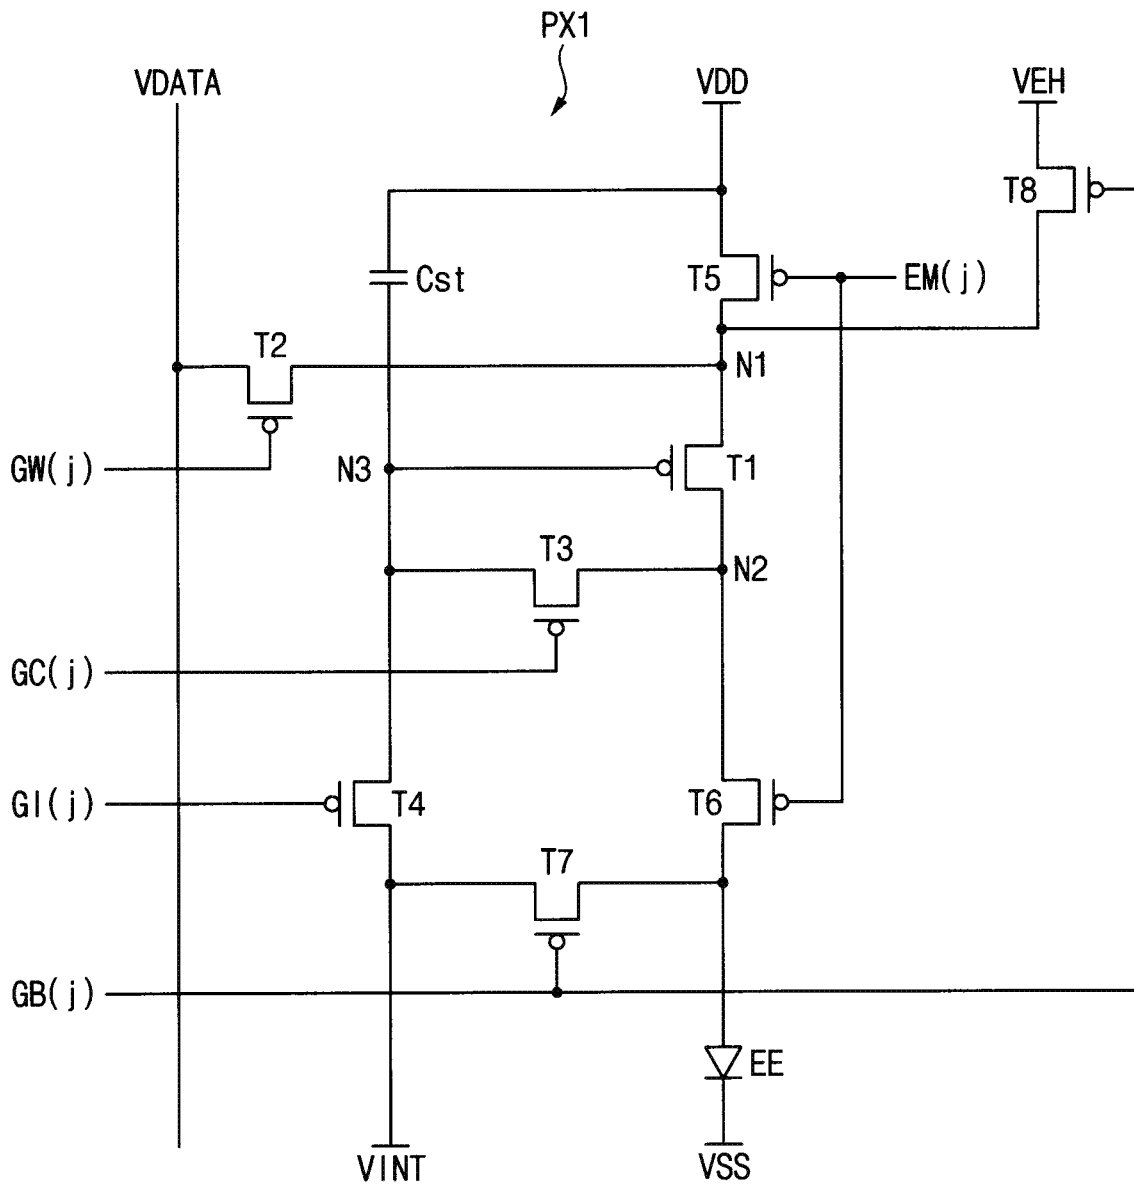 PX1
VDATA
VDD
VEH
T8
Cst
T5
EM(j)
T2
N1
GW(j)
N3
T1
T3
N2
GC(j)
GI(j)
T4
T6
T7
GB(j)
EE
VINT
VSS